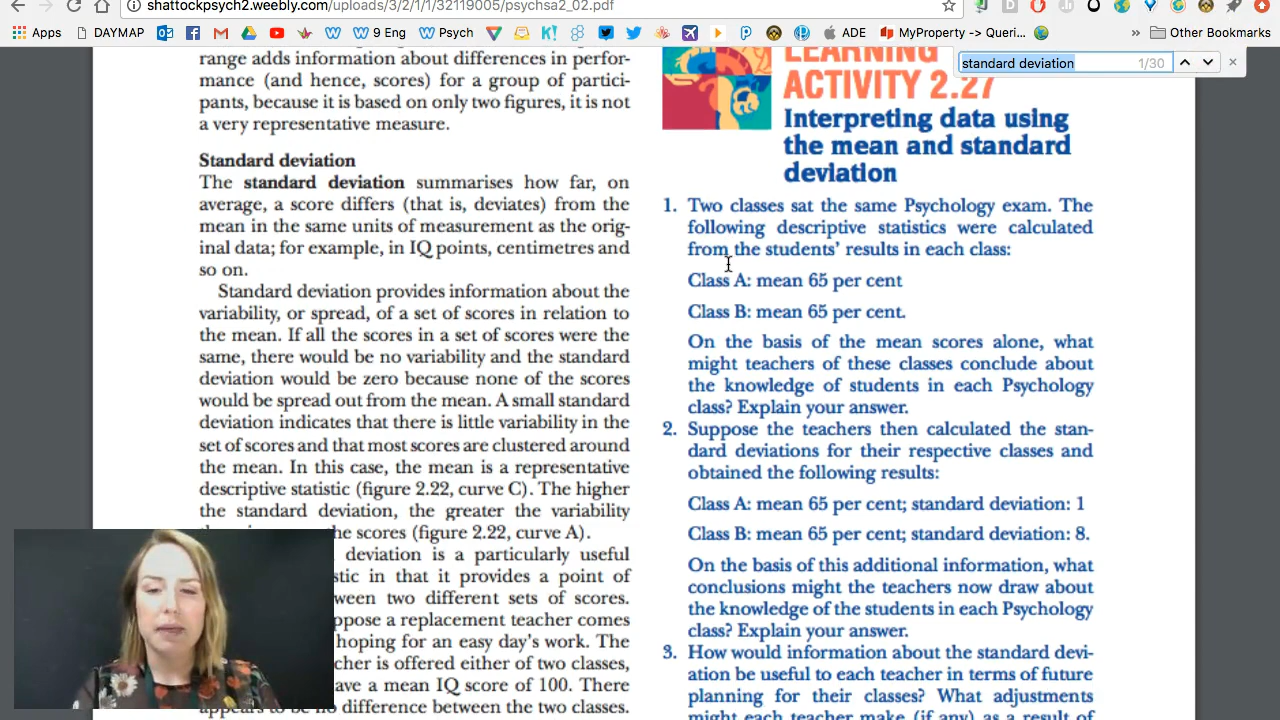 shattockpsych2.weebly.com/uploads/3/2/1/1/32119005/psychsa2_02.pdf
Apps DAYMAP 9 Eng Psych ADE MyProperty -> Queri... » Other Bookmarks
standard deviation 1/30
range adds information about differences in perfor-
mance (and hence, scores) for a group of partici-
pants, because it is based on only two figures, it is not
a very representative measure.
Standard deviation
The standard deviation summarises how far, on
average, a score differs (that is, deviates) from the
mean in the same units of measurement as the orig-
inal data; for example, in IQ points, centimetres and
so on.
Standard deviation provides information about the
variability, or spread, of a set of scores in relation to
the mean. If all the scores in a set of scores were the
same, there would be no variability and the standard
deviation would be zero because none of the scores
would be spread out from the mean. A small standard
deviation indicates that there is little variability in the
set of scores and that most scores are clustered around
the mean. In this case, the mean is a representative
descriptive statistic (figure 2.22, curve C). The higher
the standard deviation, the greater the variability
the scores (figure 2.22, curve A).
deviation is a particularly useful
in that it provides a point of
two different sets of scores.
a replacement teacher comes
hoping for an easy day's work. The
is offered either of two classes,
a mean IQ score of 100. There
appears to be no difference between the two classes.
LEARNING
ACTIVITY 2.27
Interpreting data using
the mean and standard
deviation
1. Two classes sat the same Psychology exam. The
following descriptive statistics were calculated
from the students' results in each class:
Class A: mean 65 per cent
Class B: mean 65 per cent.
On the basis of the mean scores alone, what
might teachers of these classes conclude about
the knowledge of students in each Psychology
class? Explain your answer.
2. Suppose the teachers then calculated the stan-
dard deviations for their respective classes and
obtained the following results:
Class A: mean 65 per cent; standard deviation: 1
Class B: mean 65 per cent; standard deviation: 8.
On the basis of this additional information, what
conclusions might the teachers now draw about
the knowledge of the students in each Psychology
class? Explain your answer.
3. How would information about the standard devi-
ation be useful to each teacher in terms of future
planning for their classes? What adjustments
might each teacher make (if any) as a result of